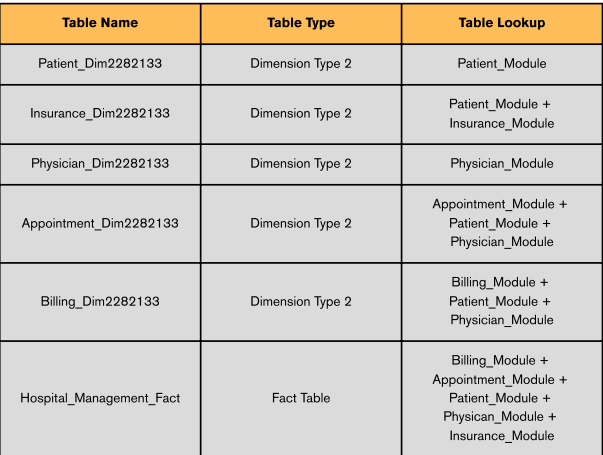 Table Name
Table Type
Table Lookup
Patient_Dim2282133
Dimension Type 2
Patient_Module
Insurance_Dim2282133
Dimension Type 2
Patient_Module +
Insurance_Module
Physician_Dim2282133
Dimension Type 2
Physician_Module
Appointment_Dim2282133
Dimension Type 2
Appointment_Module +
Patient_Module +
Physician_Module
Billing_Dim2282133
Dimension Type 2
Billing_Module +
Patient_Module +
Physician_Module
Hospital_Management_Fact
Fact Table
Billing_Module +
Appointment_Module +
Patient_Module +
Physican_Module +
Insurance_Module